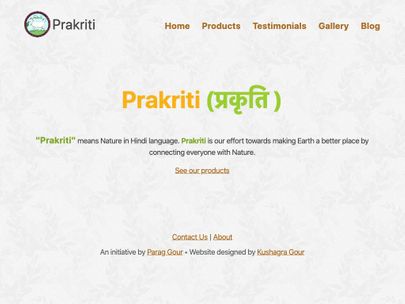 Prakriti
Home Products Testimonials Gallery Blog
Prakriti (प्रकृति )
"Prakriti" means Nature in Hindi language. Prakriti is our effort towards making Earth a better place by
connecting everyone with Nature.
See our products
Contact Us | About
An initiative by Parag Gour • Website designed by Kushagra Gour